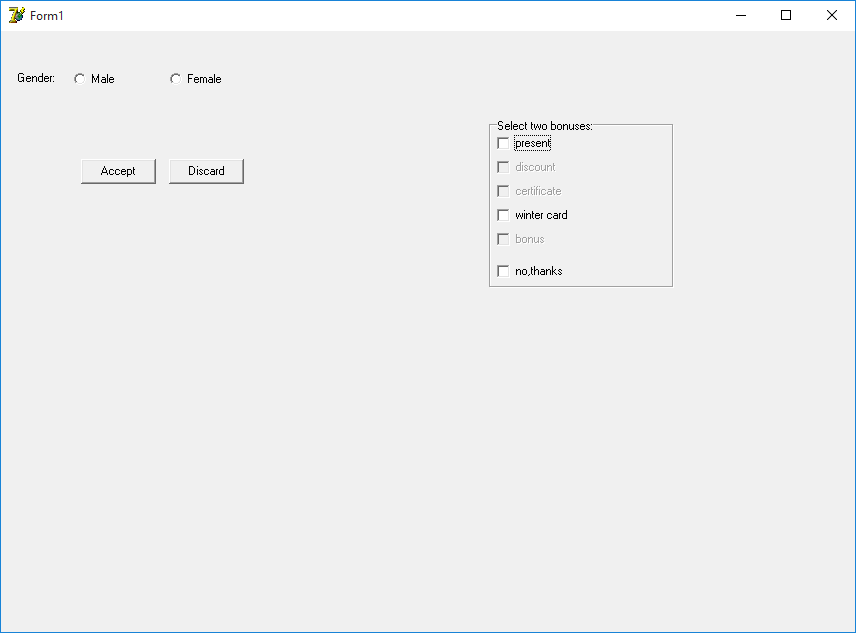 Form1
Gender: Male Female
Select two bonuses:
present
discount
certificate
winter card
bonus
no,thanks
Accept Discard